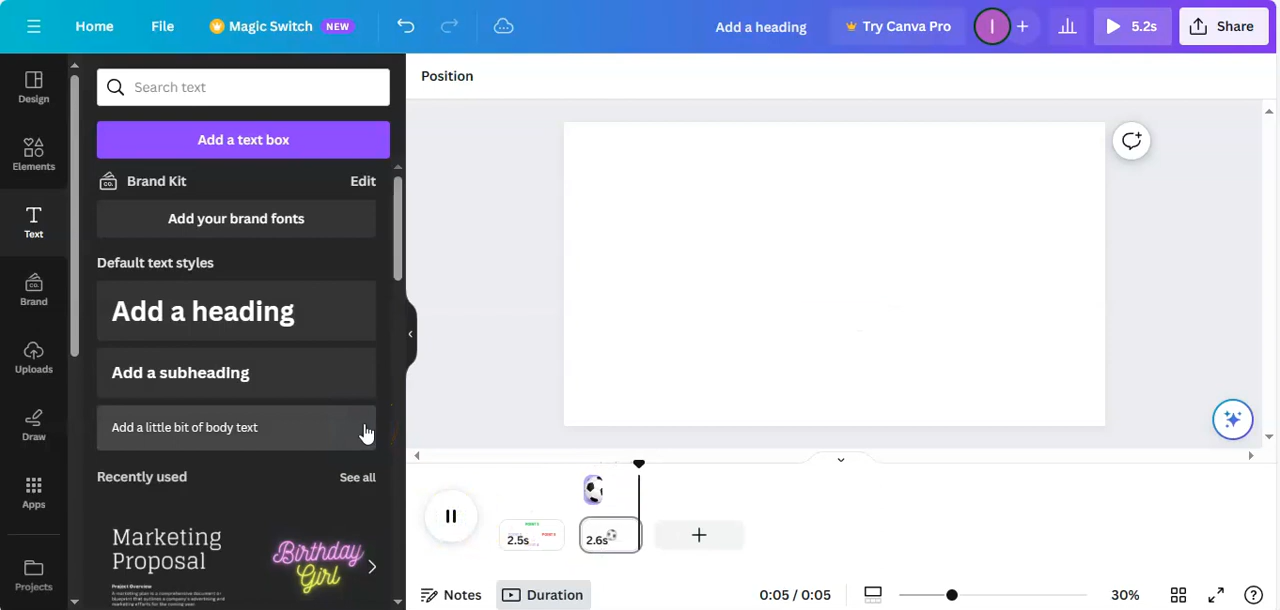 Home
File
Magic Switch NEW
Add a heading
Try Canva Pro
I
5.2s
Share
Design
Elements
Text
Brand
Uploads
Draw
Apps
Projects
Search text
Add a text box
CO.
Brand Kit
Edit
Add your brand fonts
Default text styles
Add a heading
Add a subheading
Add a little bit of body text
Recently used
See all
Marketing
Proposal
Project Overview
Birthday
Girl
Position
2.5s
2.6s
Notes
Duration
0:05 / 0:05
30%